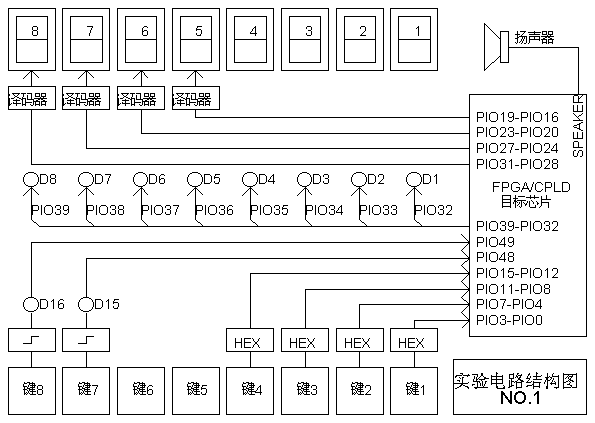 8 7 6 5 4 3 2 1
扬声器
译码器 译码器 译码器 译码器
SPEAKER
PIO19-PIO16
PIO23-PIO20
PIO27-PIO24
PIO31-PIO28
D8 D7 D6 D5 D4 D3 D2 D1
FPGA/CPLD
目标芯片
PIO39 PIO38 PIO37 PIO36 PIO35 PIO34 PIO33 PIO32
PIO39-PIO32
PIO49
PIO48
PIO15-PIO12
PIO11-PIO8
PIO7-PIO4
PIO3-PIO0
D16 D15
HEX HEX HEX HEX
键8 键7 键6 键5 键4 键3 键2 键1
实验电路结构图
NO.1